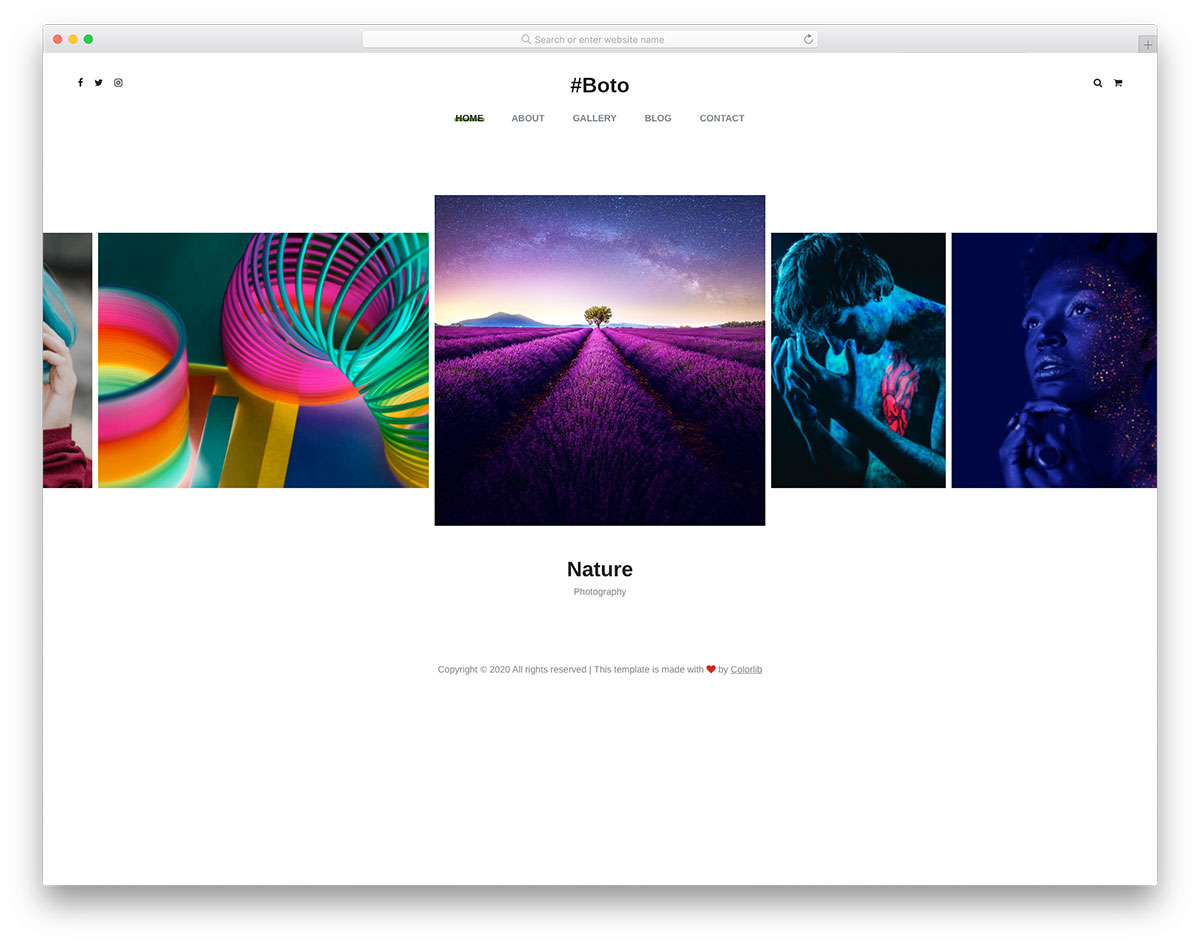 Search or enter website name
#Boto
HOME ABOUT GALLERY BLOG CONTACT
Nature
Photography
Copyright © 2020 All rights reserved | This template is made with ❤ by Colorlib